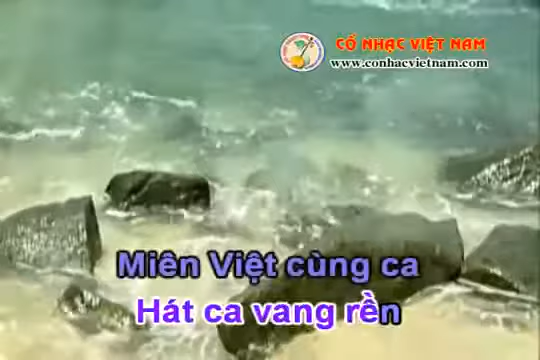 CỔ NHẠC VIỆT NAM
www.conhacvietnam.com
Miên Việt cùng ca
Hát ca vang rền